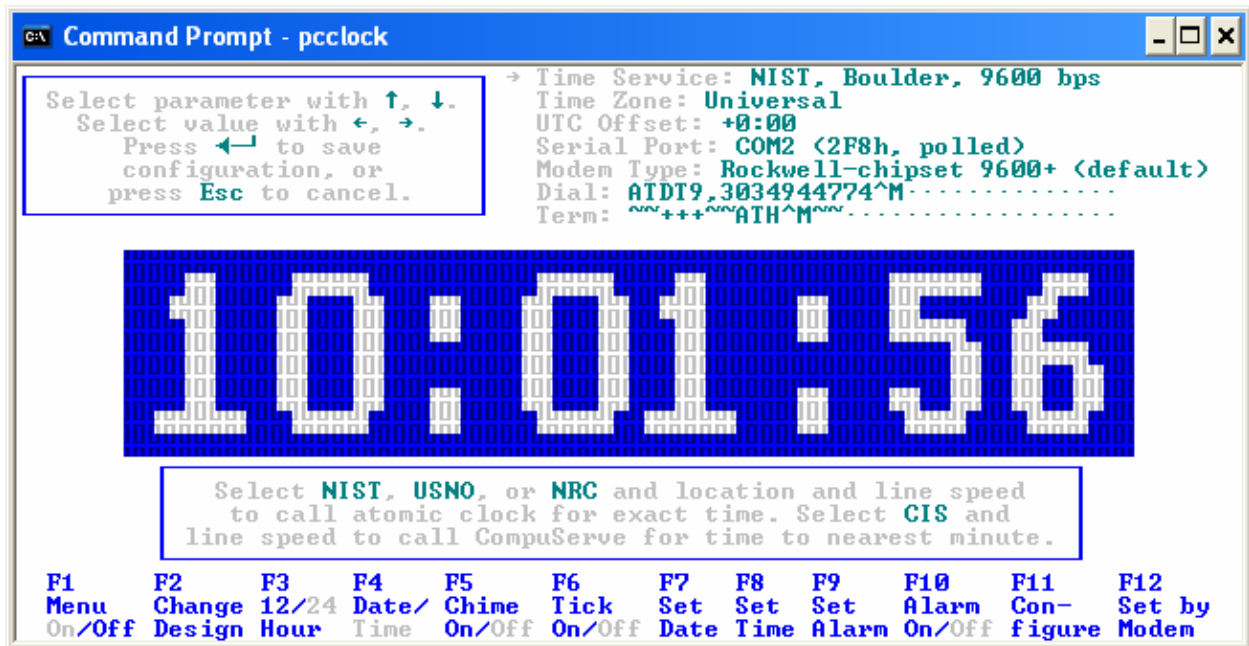 Command Prompt - pcclock
Select parameter with ↑, ↓.
Select value with ←, →.
Press ◄─┘ to save
configuration, or
press Esc to cancel.
→ Time Service: NIST, Boulder, 9600 bps
Time Zone: Universal
UTC Offset: +0:00
Serial Port: COM2 (2F8h, polled)
Modem Type: Rockwell-chipset 9600+ (default)
Dial: ATDT9,3034944774^M···············
Term: ~~+++~~ATH^M~~··················
10:01:56
Select NIST, USNO, or NRC and location and line speed
to call atomic clock for exact time. Select CIS and
line speed to call CompuServe for time to nearest minute.
F1 F2 F3 F4 F5 F6 F7 F8 F9 F10 F11 F12
Menu Change 12/24 Date/ Chime Tick Set Set Set Alarm Con- Set by
On/Off Design Hour Time On/Off On/Off Date Time Alarm On/Off figure Modem